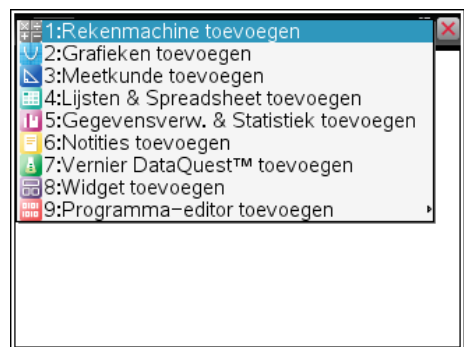 1:Rekenmachine toevoegen
2:Grafieken toevoegen
3:Meetkunde toevoegen
4:Lijsten & Spreadsheet toevoegen
5:Gegevensverw. & Statistiek toevoegen
6:Notities toevoegen
7:Vernier DataQuest™ toevoegen
8:Widget toevoegen
9:Programma-editor toevoegen